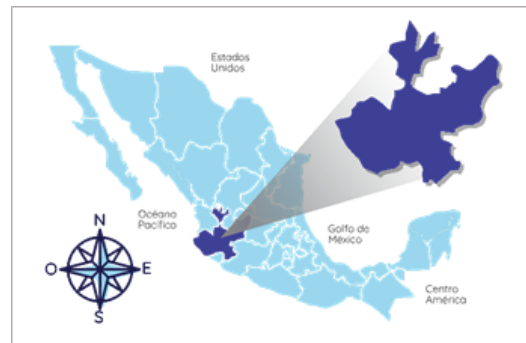 Estados
Unidos
Océano
Pacífico
Golfo de
México
N
O
E
S
Centro
América